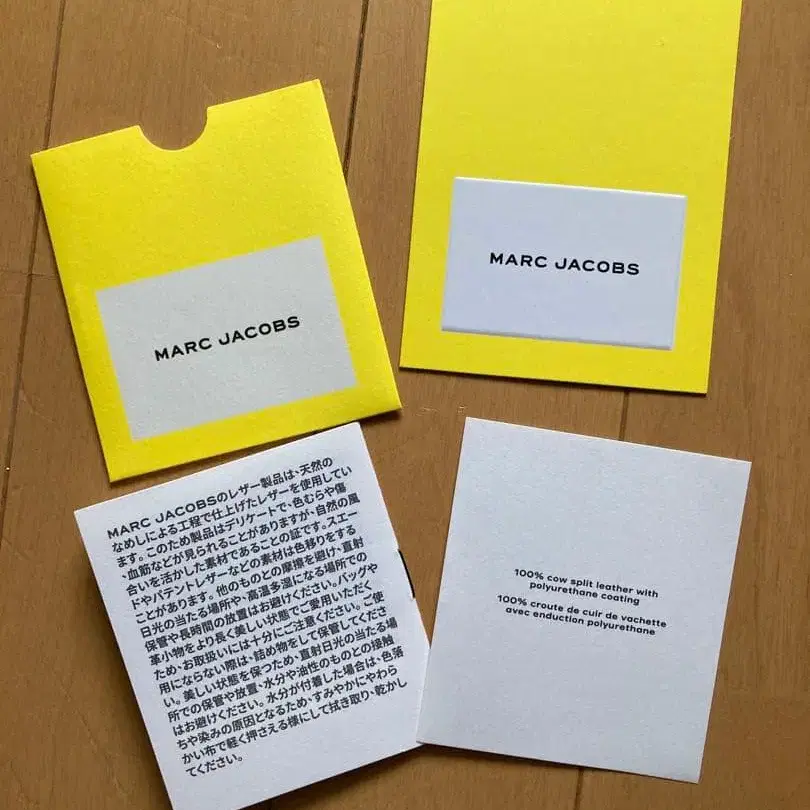 MARC JACOBS
MARC JACOBS
MARC JACOBSのレザー製品は、天然の
なめしによる工程で仕上げたレザーを使用してい
ます。このため製品はデリケートで、色むらや傷
、血筋などが見られることがありますが、自然の風
合いを活かした素材であることの証です。スエー
ドやパテントレザーなどの素材は色移りをする
ことがあります。他のものとの摩擦を避け、直射
日光の当たる場所や、高温多湿になる場所での
保管や長時間の放置はお避けください。バッグや
革小物をより長く美しい状態でご愛用いただく
ため、お取扱いには十分にご注意ください。ご使
用にならない際は、詰め物をして保管してくださ
い。美しい状態を保つため、直射日光の当たる場
所での保管や放置、水分や油性のものとの接触
はお避けください。水分が付着した場合は、色落
ちや染みの原因となるため、すみやかにやわら
かい布で軽く押さえる様にして拭き取り、乾かし
てください。
100% cow split leather with
polyurethane coating
100% croute de cuir de vachette
avec enduction polyurethane